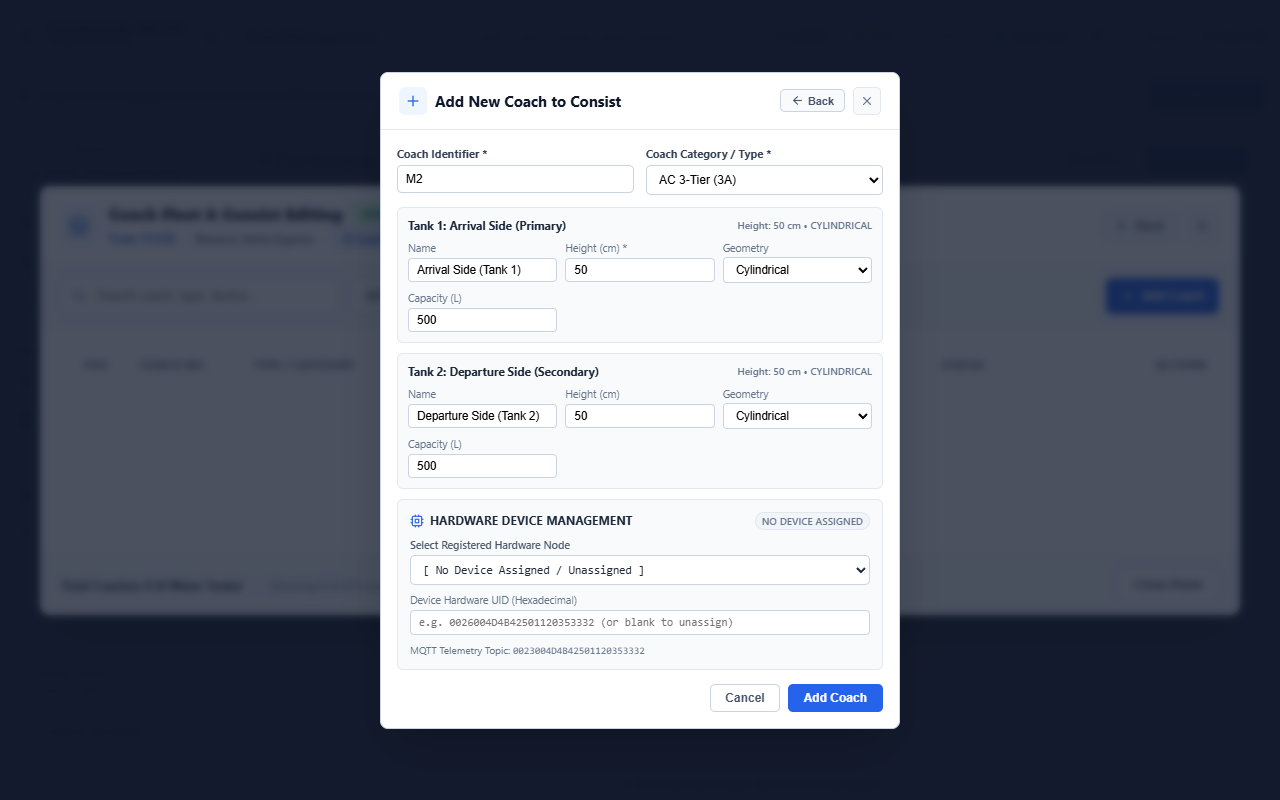 Add New Coach to Consist
Back
Coach Identifier *
Coach Category / Type *
M2
AC 3-Tier (3A)
Tank 1: Arrival Side (Primary)
Height: 50 cm • CYLINDRICAL
Name
Height (cm) *
Geometry
Arrival Side (Tank 1)
50
Cylindrical
Capacity (L)
500
Tank 2: Departure Side (Secondary)
Height: 50 cm • CYLINDRICAL
Name
Height (cm)
Geometry
Departure Side (Tank 2)
50
Cylindrical
Capacity (L)
500
HARDWARE DEVICE MANAGEMENT
NO DEVICE ASSIGNED
Select Registered Hardware Node
[ No Device Assigned / Unassigned ]
Device Hardware UID (Hexadecimal)
e.g. 0026004D4B42501120353332 (or blank to unassign)
MQTT Telemetry Topic: 0023004D4B42501120353332
Cancel
Add Coach